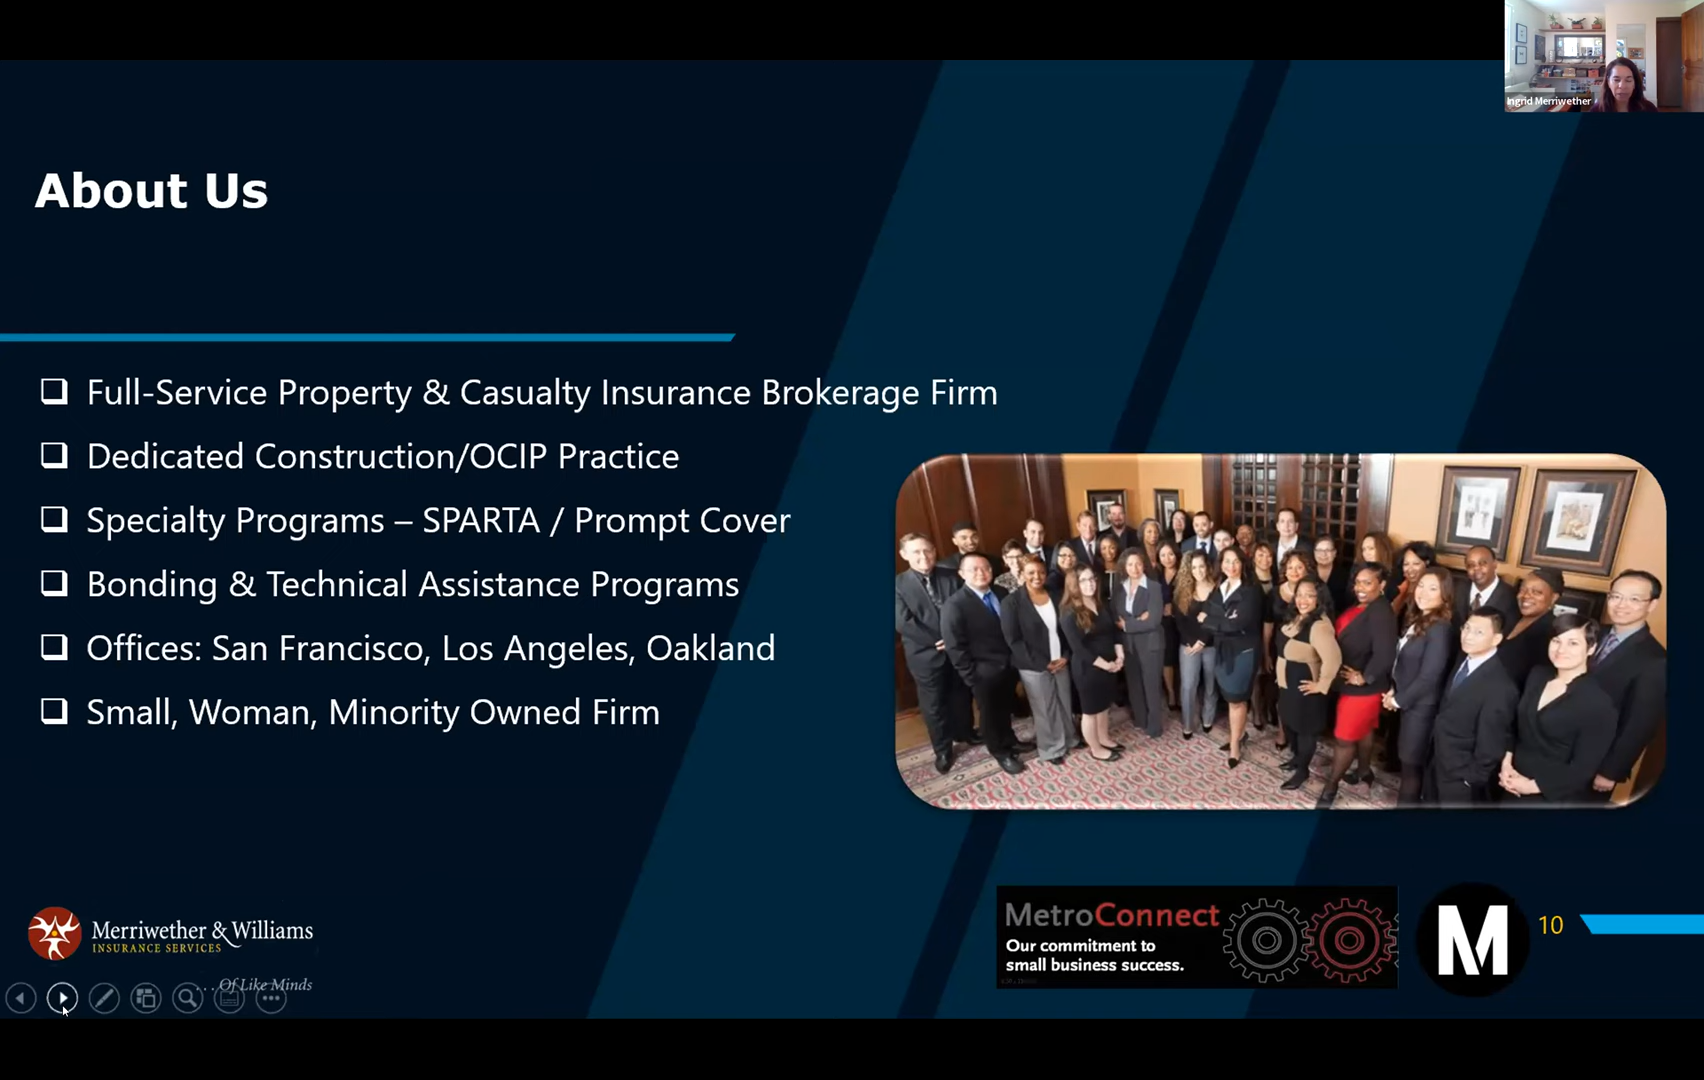 Ingrid Merriwether
About Us
Full-Service Property & Casualty Insurance Brokerage Firm
Dedicated Construction/OCIP Practice
Specialty Programs – SPARTA / Prompt Cover
Bonding & Technical Assistance Programs
Offices: San Francisco, Los Angeles, Oakland
Small, Woman, Minority Owned Firm
Merriwether & Williams
INSURANCE SERVICES
. . . Of Like Minds
MetroConnect
Our commitment to
small business success.
M
10